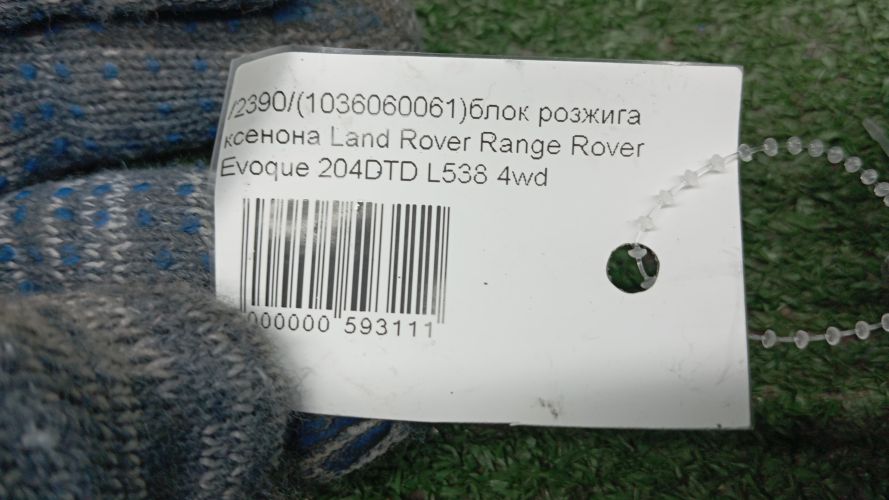 /2390/(1036060061)блок розжига
ксенона Land Rover Range Rover
Evoque 204DTD L538 4wd
000000 593111